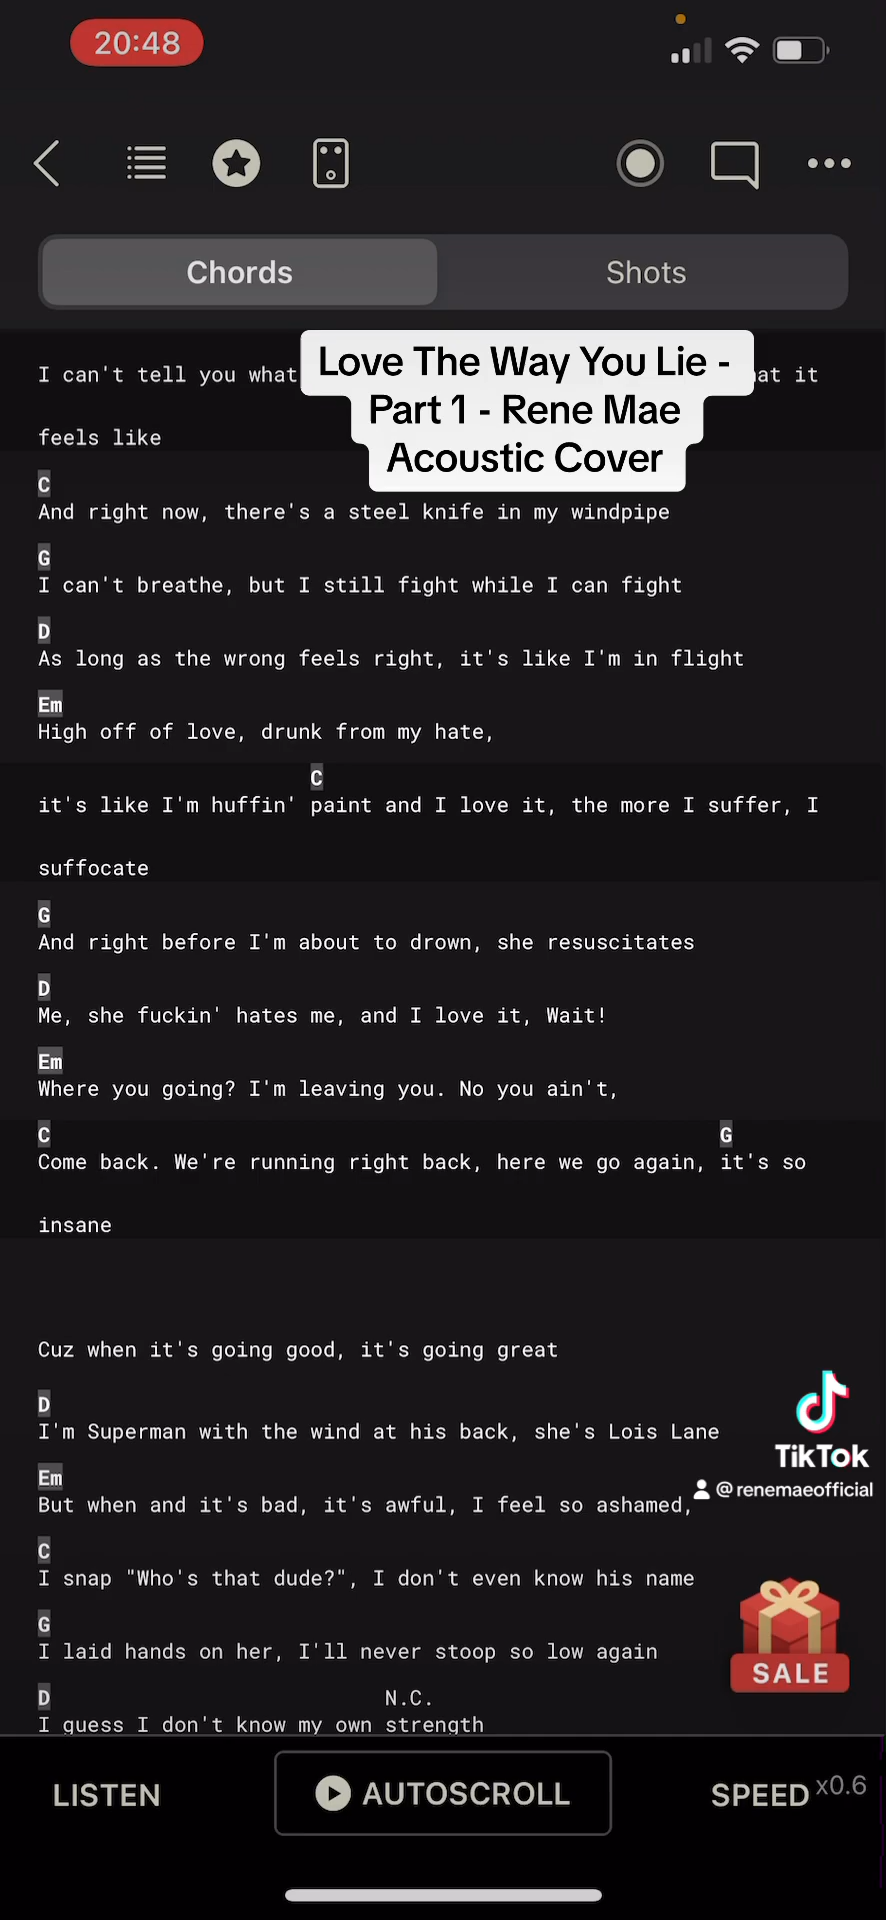 20:48
Chords Shots
Love The Way You Lie -
Part 1 - Rene Mae
Acoustic Cover
I can't tell you what it
feels like
C
And right now, there's a steel knife in my windpipe
G
I can't breathe, but I still fight while I can fight
D
As long as the wrong feels right, it's like I'm in flight
Em
High off of love, drunk from my hate,
C
it's like I'm huffin' paint and I love it, the more I suffer, I
suffocate
G
And right before I'm about to drown, she resuscitates
D
Me, she fuckin' hates me, and I love it, Wait!
Em
Where you going? I'm leaving you. No you ain't,
C G
Come back. We're running right back, here we go again, it's so
insane
Cuz when it's going good, it's going great
D
I'm Superman with the wind at his back, she's Lois Lane
Em
But when and it's bad, it's awful, I feel so ashamed,
C
I snap "Who's that dude?", I don't even know his name
G
I laid hands on her, I'll never stoop so low again
D N.C.
I guess I don't know my own strength
TikTok
@renemaeofficial
SALE
LISTEN AUTOSCROLL SPEED x0.6